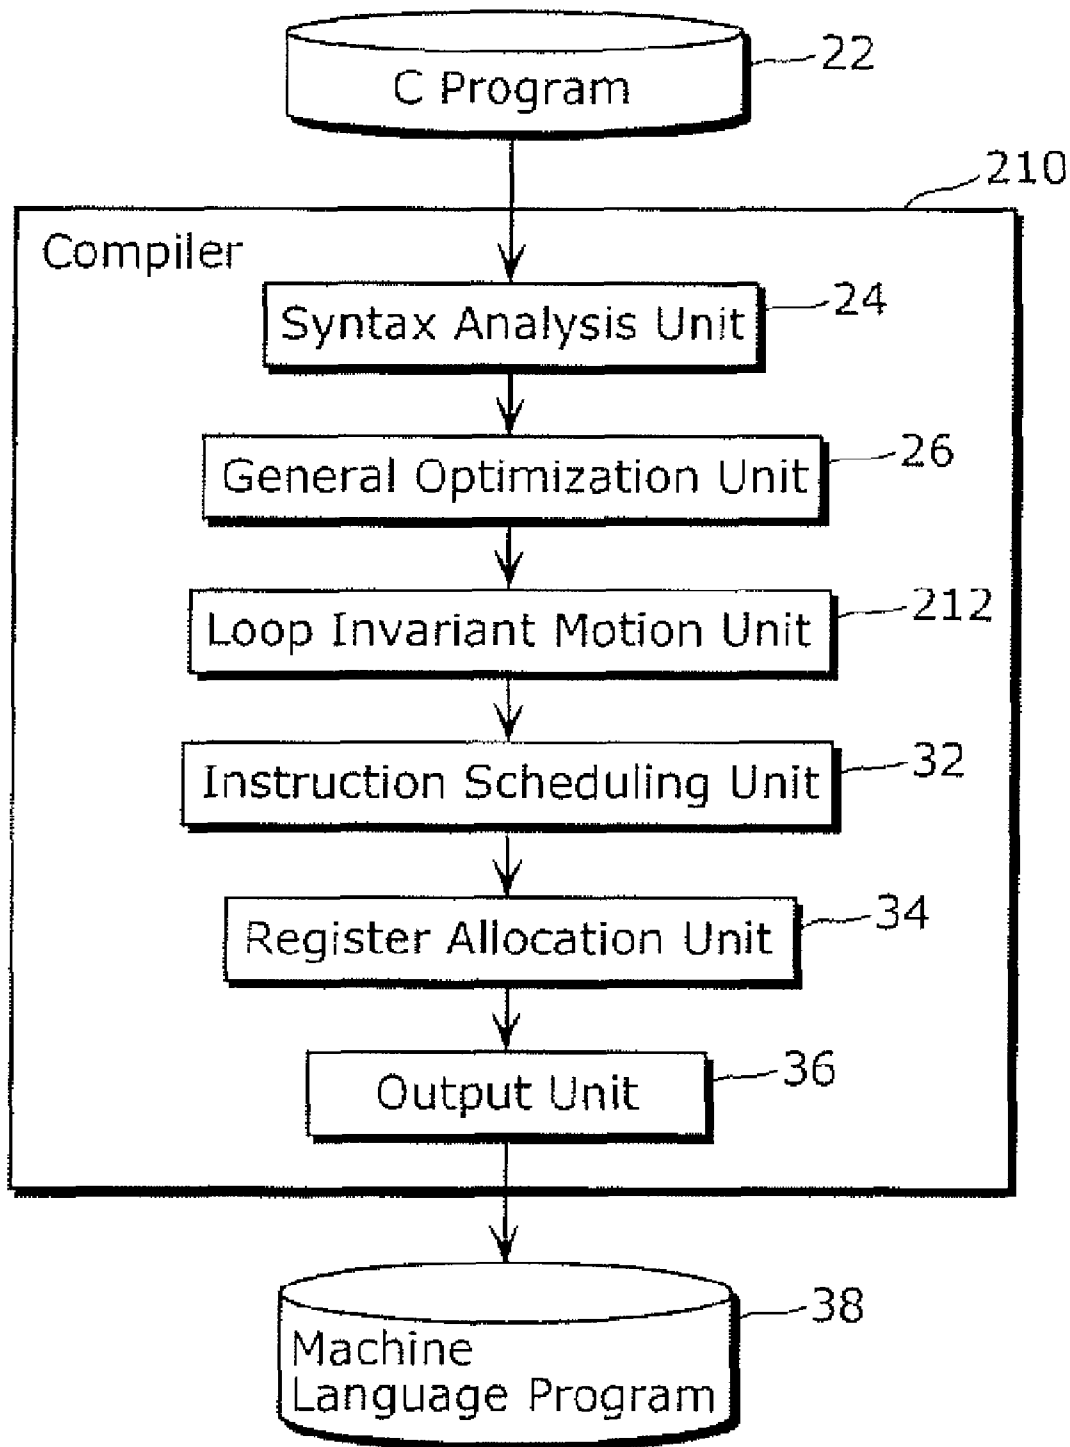 22
C Program
210
Compiler
24
Syntax Analysis Unit
26
General Optimization Unit
212
Loop Invariant Motion Unit
32
Instruction Scheduling Unit
34
Register Allocation Unit
36
Output Unit
38
Machine
Language Program